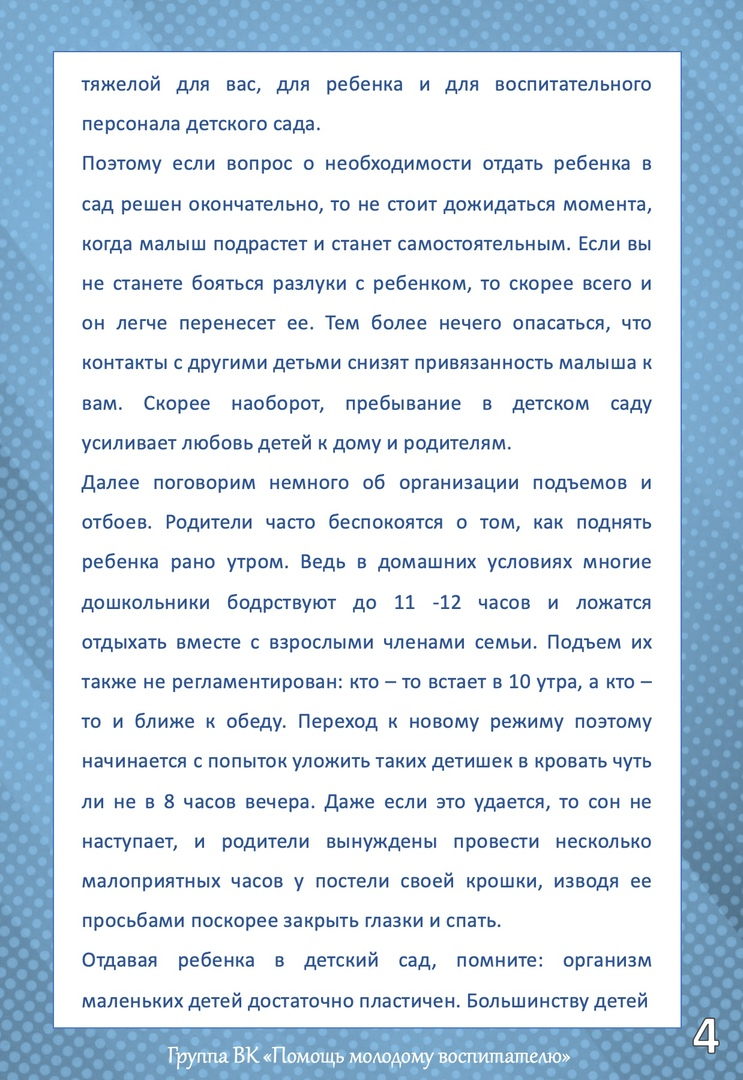 тяжелой для вас, для ребенка и для воспитательного
персонала детского сада.
Поэтому если вопрос о необходимости отдать ребенка в
сад решен окончательно, то не стоит дожидаться момента,
когда малыш подрастет и станет самостоятельным. Если вы
не станете бояться разлуки с ребенком, то скорее всего и
он легче перенесет ее. Тем более нечего опасаться, что
контакты с другими детьми снизят привязанность малыша к
вам. Скорее наоборот, пребывание в детском саду
усиливает любовь детей к дому и родителям.
Далее поговорим немного об организации подъемов и
отбоев. Родители часто беспокоятся о том, как поднять
ребенка рано утром. Ведь в домашних условиях многие
дошкольники бодрствуют до 11 -12 часов и ложатся
отдыхать вместе с взрослыми членами семьи. Подъем их
также не регламентирован: кто – то встает в 10 утра, а кто –
то и ближе к обеду. Переход к новому режиму поэтому
начинается с попыток уложить таких детишек в кровать чуть
ли не в 8 часов вечера. Даже если это удается, то сон не
наступает, и родители вынуждены провести несколько
малоприятных часов у постели своей крошки, изводя ее
просьбами поскорее закрыть глазки и спать.
Отдавая ребенка в детский сад, помните: организм
маленьких детей достаточно пластичен. Большинству детей
4
Группа ВК «Помощь молодому воспитателю»